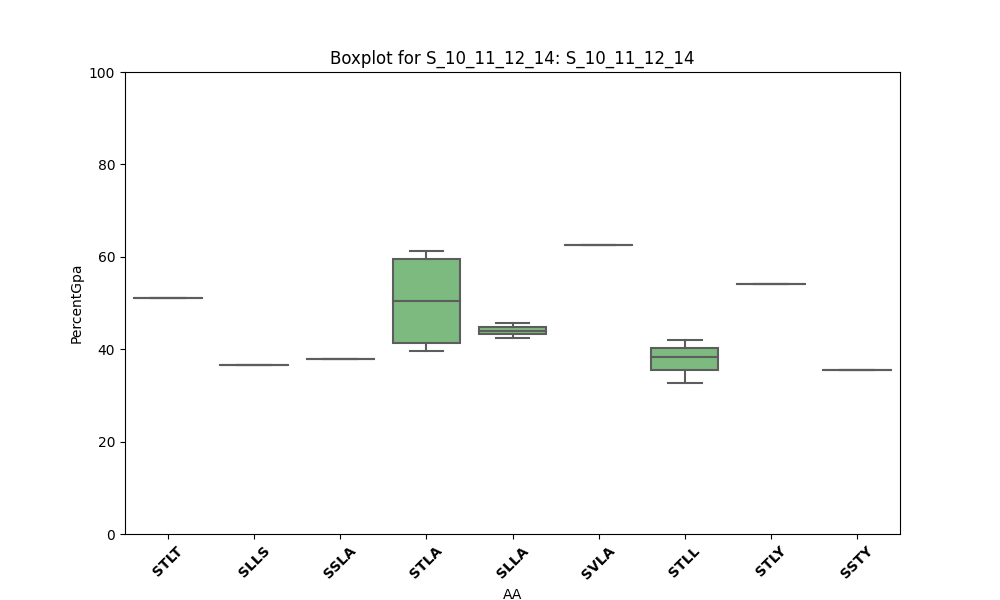 Boxplot for S_10_11_12_14: S_10_11_12_14
100
80
60
40
20
0
PercentGpa
STLT
SLLS
SSLA
STLA
SLLA
SVLA
STLL
STLY
SSTY
AA